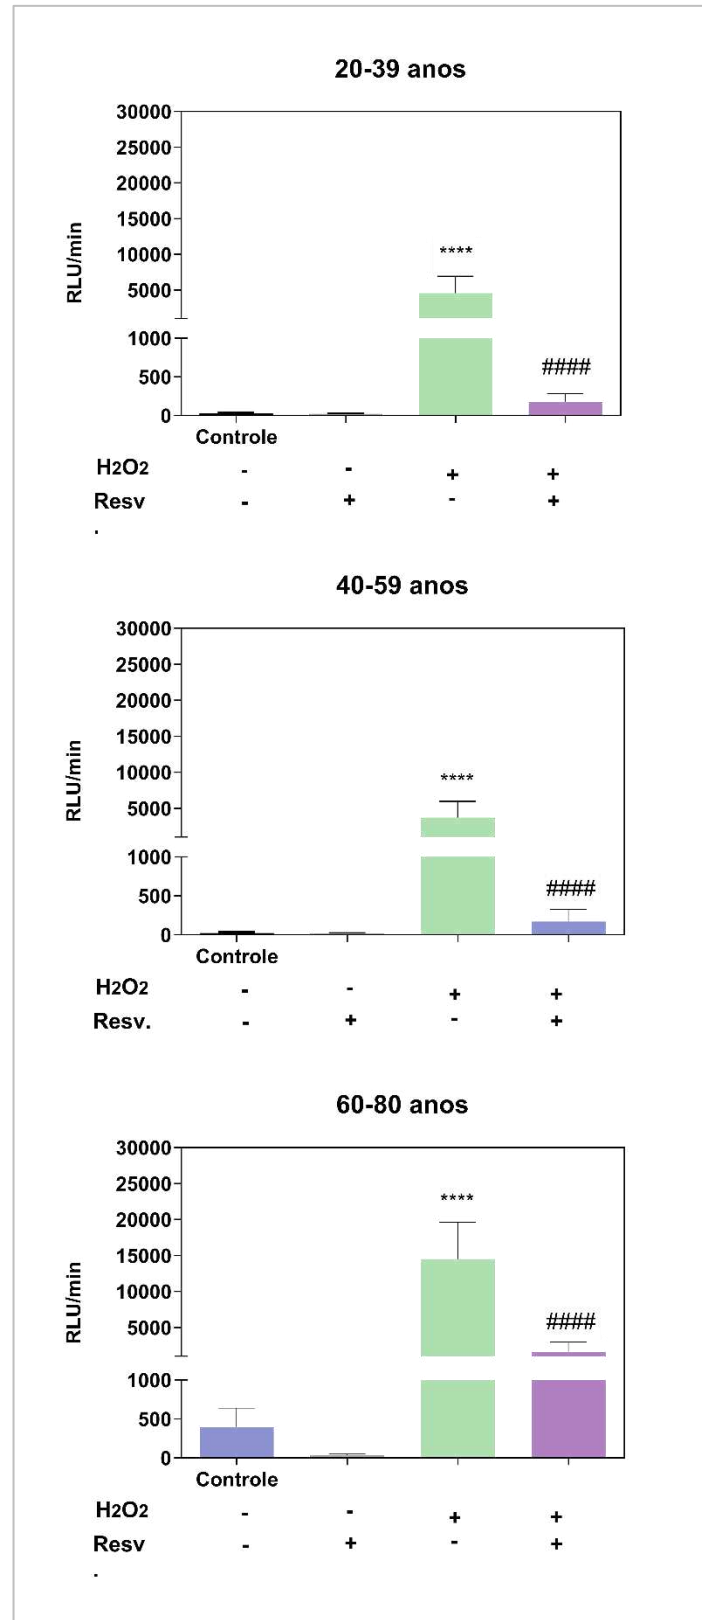 20-39 anos
30000
25000
20000
15000
10000
5000
1000
500
0
RLU/min
****
####
Controle
H2O2 - - + +
Resv - + - +
.
40-59 anos
30000
25000
20000
15000
10000
5000
1000
500
0
RLU/min
****
####
Controle
H2O2 - - + +
Resv. - + - +
60-80 anos
30000
25000
20000
15000
10000
5000
1000
500
0
RLU/min
****
####
Controle
H2O2 - - + +
Resv - + - +
.